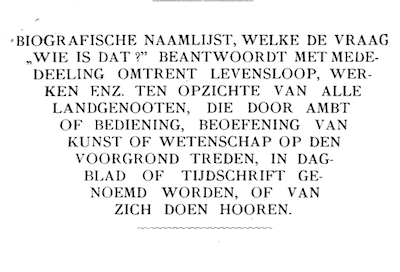 BIOGRAFISCHE NAAMLIJST, WELKE DE VRAAG
„WIE IS DAT?” BEANTWOORDT MET MEDE-
DEELING OMTRENT LEVENSLOOP, WER-
KEN ENZ. TEN OPZICHTE VAN ALLE
LANDGENOOTEN, DIE DOOR AMBT
OF BEDIENING, BEOEFENING VAN
KUNST OF WETENSCHAP OP DEN
VOORGROND TREDEN, IN DAG-
BLAD OF TIJDSCHRIFT GE-
NOEMD WORDEN, OF VAN
ZICH DOEN HOOREN.